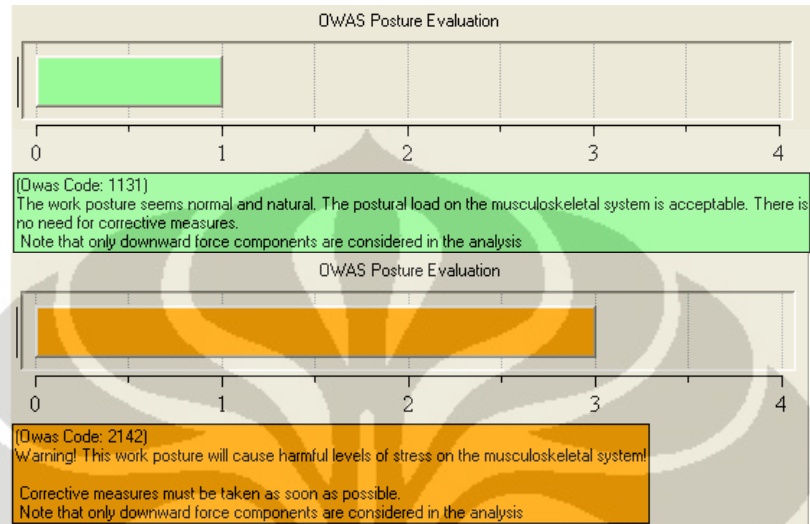 OWAS Posture Evaluation
0 1 2 3 4
(Owas Code: 1131)
The work posture seems normal and natural. The postural load on the musculoskeletal system is acceptable. There is
no need for corrective measures.
Note that only downward force components are considered in the analysis
OWAS Posture Evaluation
0 1 2 3 4
(Owas Code: 2142)
Warning! This work posture will cause harmful levels of stress on the musculoskeletal system!
Corrective measures must be taken as soon as possible.
Note that only downward force components are considered in the analysis